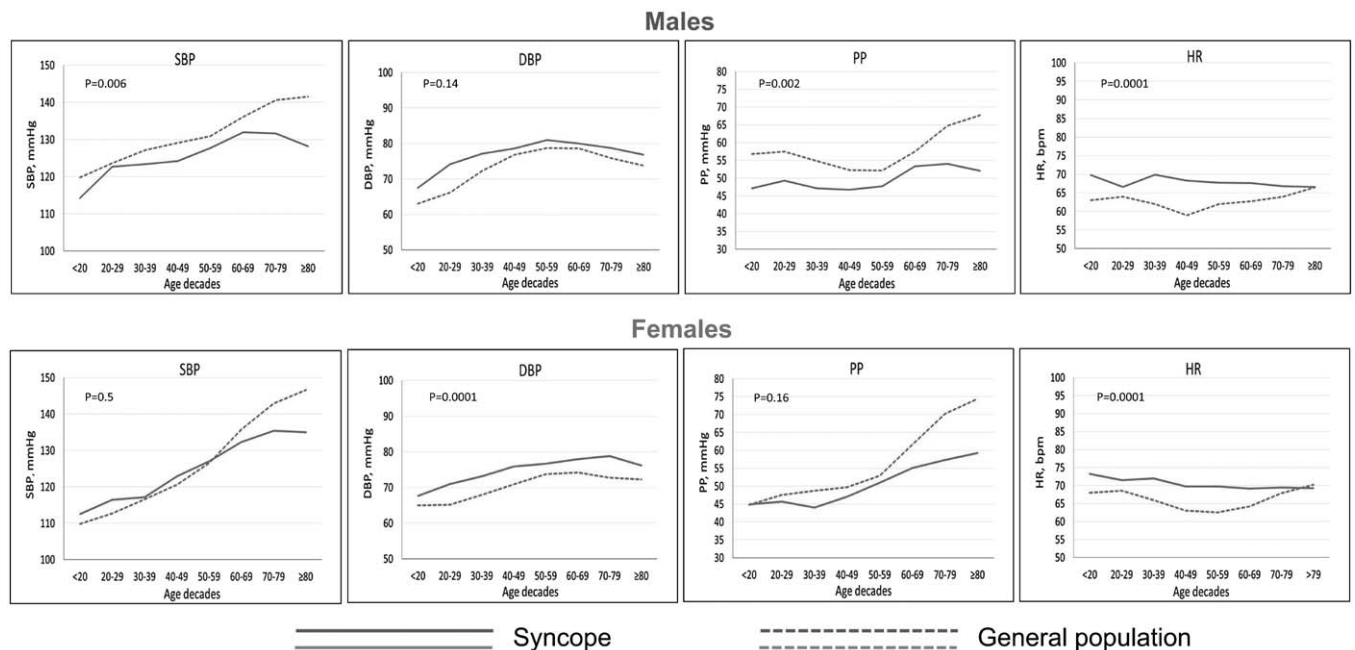 Males
SBP
P=0.006
SBP, mmHg
150
140
130
120
110
100
<20 20-29 30-39 40-49 50-59 60-69 70-79 ≥80
Age decades
DBP
P=0.14
DBP, mmHg
100
90
80
70
60
50
<20 20-29 30-39 40-49 50-59 60-69 70-79 ≥80
Age decades
PP
P=0.002
PP, mmHg
80
75
70
65
60
55
50
45
40
35
30
<20 20-29 30-39 40-49 50-59 60-69 70-79 ≥80
Age decades
HR
P=0.0001
HR, bpm
100
95
90
85
80
75
70
65
60
55
50
<20 20-29 30-39 40-49 50-59 60-69 70-79 ≥80
Age decades
Females
SBP
P=0.5
SBP, mmHg
150
140
130
120
110
100
<20 20-29 30-39 40-49 50-59 60-69 70-79 ≥80
Age decades
DBP
P=0.0001
DBP, mmHg
100
90
80
70
60
50
<20 20-29 30-39 40-49 50-59 60-69 70-79 ≥80
Age decades
PP
P=0.16
PP, mmHg
80
75
70
65
60
55
50
45
40
35
30
<20 20-29 30-39 40-49 50-59 60-69 70-79 ≥80
Age decades
HR
P=0.0001
HR, bpm
100
95
90
85
80
75
70
65
60
55
50
<20 20-29 30-39 40-49 50-59 60-69 70-79 >79
Age decades
Syncope
General population